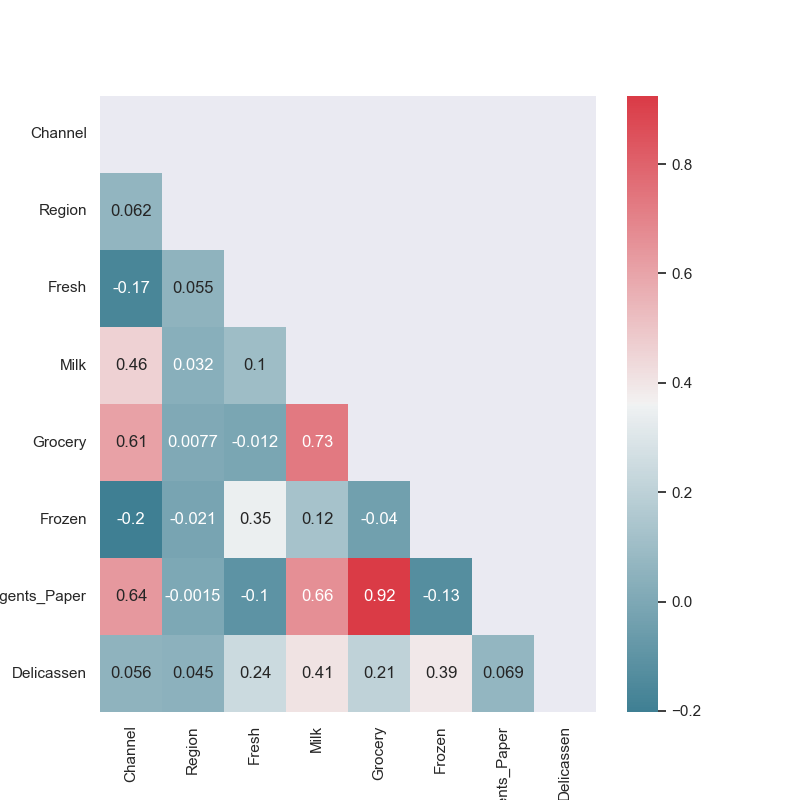 Channel
Region 0.062
Fresh -0.17 0.055
Milk 0.46 0.032 0.1
Grocery 0.61 0.0077 -0.012 0.73
Frozen -0.2 -0.021 0.35 0.12 -0.04
gents_Paper 0.64 -0.0015 -0.1 0.66 0.92 -0.13
Delicassen 0.056 0.045 0.24 0.41 0.21 0.39 0.069
Channel Region Fresh Milk Grocery Frozen nts_Paper Delicassen
0.8
0.6
0.4
0.2
0.0
−0.2